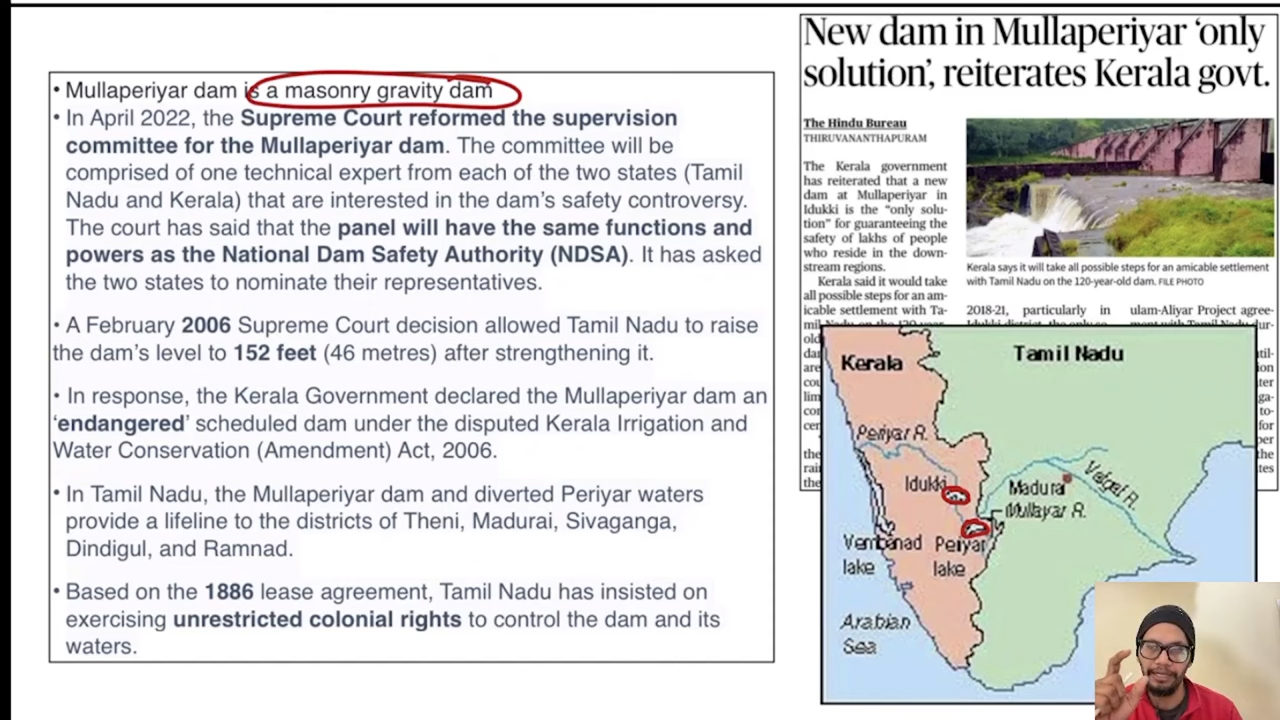 • Mullaperiyar dam is a masonry gravity dam
• In April 2022, the Supreme Court reformed the supervision
committee for the Mullaperiyar dam. The committee will be
comprised of one technical expert from each of the two states (Tamil
Nadu and Kerala) that are interested in the dam’s safety controversy.
The court has said that the panel will have the same functions and
powers as the National Dam Safety Authority (NDSA). It has asked
the two states to nominate their representatives.
• A February 2006 Supreme Court decision allowed Tamil Nadu to raise
the dam’s level to 152 feet (46 metres) after strengthening it.
• In response, the Kerala Government declared the Mullaperiyar dam an
‘endangered’ scheduled dam under the disputed Kerala Irrigation and
Water Conservation (Amendment) Act, 2006.
• In Tamil Nadu, the Mullaperiyar dam and diverted Periyar waters
provide a lifeline to the districts of Theni, Madurai, Sivaganga,
Dindigul, and Ramnad.
• Based on the 1886 lease agreement, Tamil Nadu has insisted on
exercising unrestricted colonial rights to control the dam and its
waters.
New dam in Mullaperiyar ‘only
solution’, reiterates Kerala govt.
The Hindu Bureau
THIRUVANANTHAPURAM
The Kerala government
has reiterated that a new
dam at Mullaperiyar in
Idukki is the “only solu-
tion” for guaranteeing the
safety of lakhs of people
who reside in the down-
stream regions.
Kerala said it would take
all possible steps for an am-
icable settlement with Ta-
Kerala says it will take all possible steps for an amicable settlement
with Tamil Nadu on the 120-year-old dam. FILE PHOTO
2018-21, particularly in
ulam-Aliyar Project agree-
Kerala
Tamil Nadu
Periyar R.
Idukki
Madurai
Vaigai R.
Mullayar R.
Vembanad
lake
Periyar
lake
Arabian
Sea